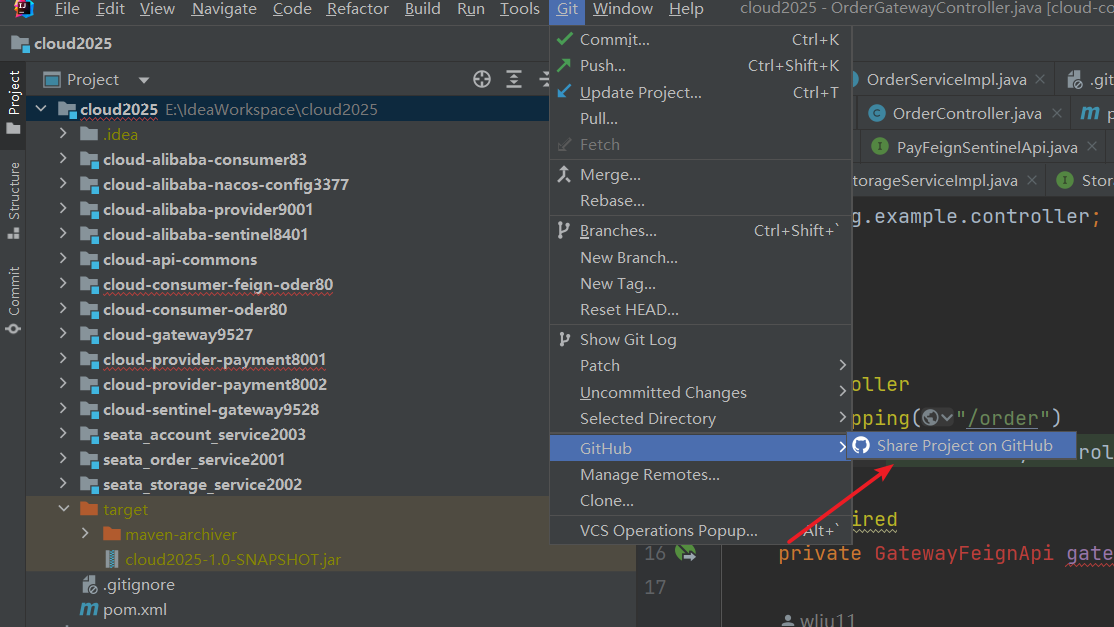 File Edit View Navigate Code Refactor Build Run Tools Git Window Help cloud2025 - OrderGatewayController.java [cloud-co
cloud2025
Project
cloud2025 E:\IdeaWorkspace\cloud2025
.idea
cloud-alibaba-consumer83
cloud-alibaba-nacos-config3377
cloud-alibaba-provider9001
cloud-alibaba-sentinel8401
cloud-api-commons
cloud-consumer-feign-oder80
cloud-consumer-oder80
cloud-gateway9527
cloud-provider-payment8001
cloud-provider-payment8002
cloud-sentinel-gateway9528
seata_account_service2003
seata_order_service2001
seata_storage_service2002
target
maven-archiver
cloud2025-1.0-SNAPSHOT.jar
.gitignore
pom.xml
Project
Structure
Commit
Commit... Ctrl+K
Push... Ctrl+Shift+K
Update Project... Ctrl+T
Pull...
Fetch
Merge...
Rebase...
Branches... Ctrl+Shift+`
New Branch...
New Tag...
Reset HEAD...
Show Git Log
Patch
Uncommitted Changes
Selected Directory
GitHub
Manage Remotes...
Clone...
VCS Operations Popup... Alt+`
Share Project on GitHub
OrderServiceImpl.java .git
OrderController.java p
PayFeignSentinelApi.java
torageServiceImpl.java Stor
g.example.controller;
oller
pping("/order")
rol
ired
16 private GatewayFeignApi gate
17
wliu11